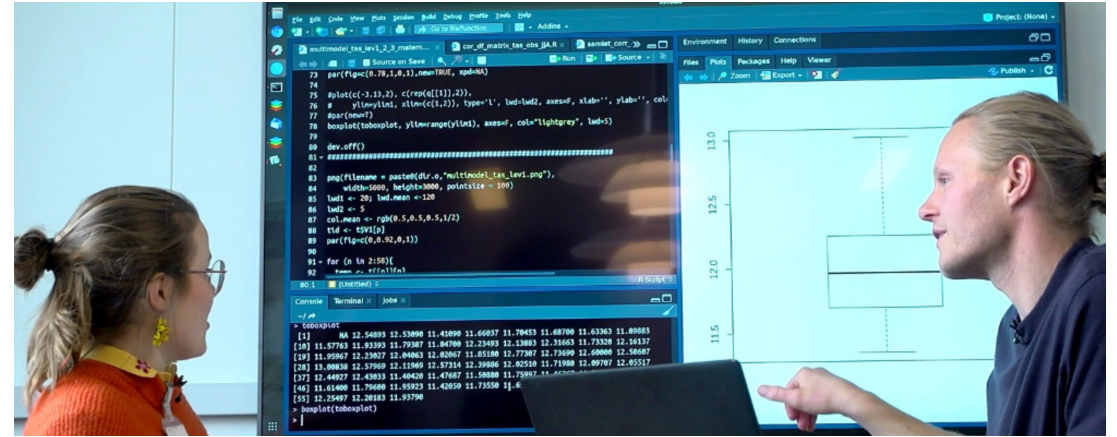 File Edit Code View Plots Session Build Debug Profile Tools Help
Go to file/function
Addins
Project: (None)
multimodel_tas_lev1_2_3_matem...
cor_df_matrix_tas_obs_JJA.R
samlet_corr_
Source on Save
Run
Source
73 par(fig=c(0.78,1,0,1),new=TRUE, xpd=NA)
74
75 #plot(c(-3.13,2), c(rep(q[[1]],2)),
76 # ylim=ylim1, xlim=(c(1,2)), type='l', lwd=lwd2, axes=F, xlab='', ylab='',
77 #par(new=T)
78 boxplot(toboxplot, ylim=range(ylim1), axes=F, col="lightgrey", lwd=5)
79
80 dev.off()
81 ################################################################
82
83 png(filename = paste0(dir.o,"multimodel_tas_lev1.png"),
84 width=5000, height=3000, pointsize = 100)
85 lwd1 <- 20; lwd.mean <-120
86 lwd2 <- 5
87 col.mean <- rgb(0.5,0.5,0.5,1/2)
88 tid <- t$V1[p]
89 par(fig=c(0,0.92,0,1))
90
91 for (n in 2:58){
92
80:1 (Untitled) R Script
Console Terminal Jobs
~/
> toboxplot
[1] NA 12.54893 12.53090 11.41090 11.66037 11.78453 11.68700 11.63363 11.89883
[10] 11.57763 11.93393 11.79387 11.84700 12.23493 12.13883 12.31663 11.73320 12.16137
[19] 11.95967 12.23027 12.04063 12.02067 11.85180 12.77307 12.73690 12.60000 12.50607
[28] 13.00838 12.57969 12.11969 12.57314 12.39886 12.02510 11.71980 12.09707 12.05517
[37] 12.44927 12.43033 11.40420 11.47687 11.50880 11.75997
[46] 11.61400 11.79600 11.95923 11.42050 11.73550
[55] 12.25497 12.20183 11.93790
> boxplot(toboxplot)
>
Environment History Connections
Files Plots Packages Help Viewer
Zoom Export
Publish
13.0
12.5
12.0
11.5